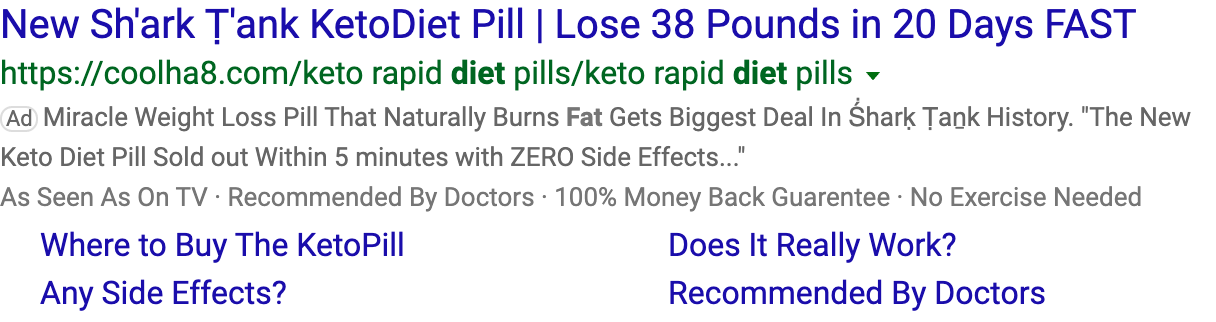 New Sh'ark Ṭ'ank KetoDiet Pill | Lose 38 Pounds in 20 Days FAST
https://coolha8.com/keto rapid diet pills/keto rapid diet pills
Ad Miracle Weight Loss Pill That Naturally Burns Fat Gets Biggest Deal In Ṥharḳ Ṭaṉk History. "The New
Keto Diet Pill Sold out Within 5 minutes with ZERO Side Effects..."
As Seen As On TV · Recommended By Doctors · 100% Money Back Guarentee · No Exercise Needed
Where to Buy The KetoPill
Does It Really Work?
Any Side Effects?
Recommended By Doctors